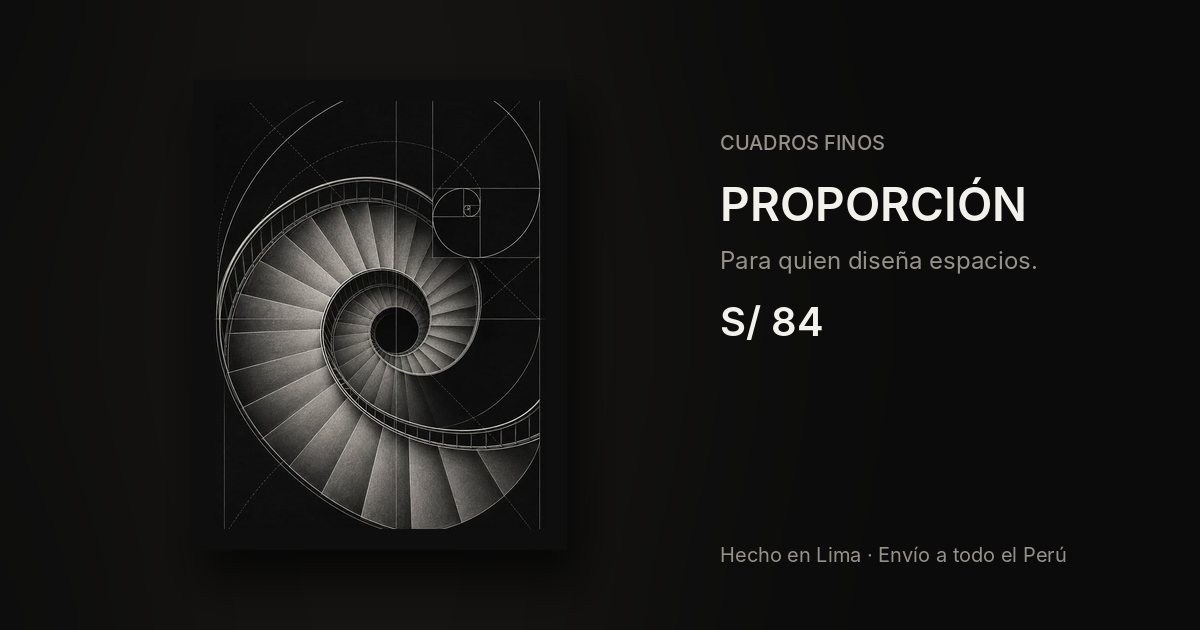 CUADROS FINOS
PROPORCIÓN
Para quien diseña espacios.
S/ 84
Hecho en Lima · Envío a todo el Perú